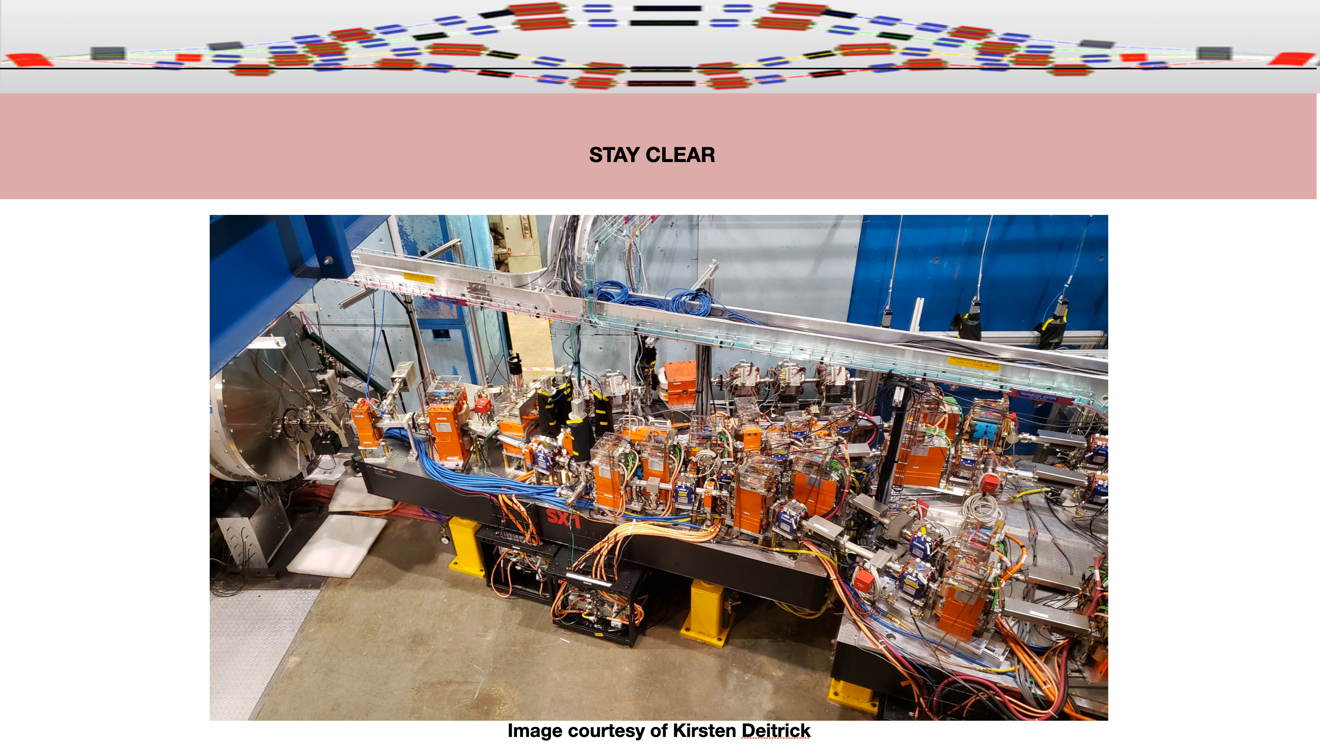 STAY CLEAR
SX1
Image courtesy of Kirsten Deitrick